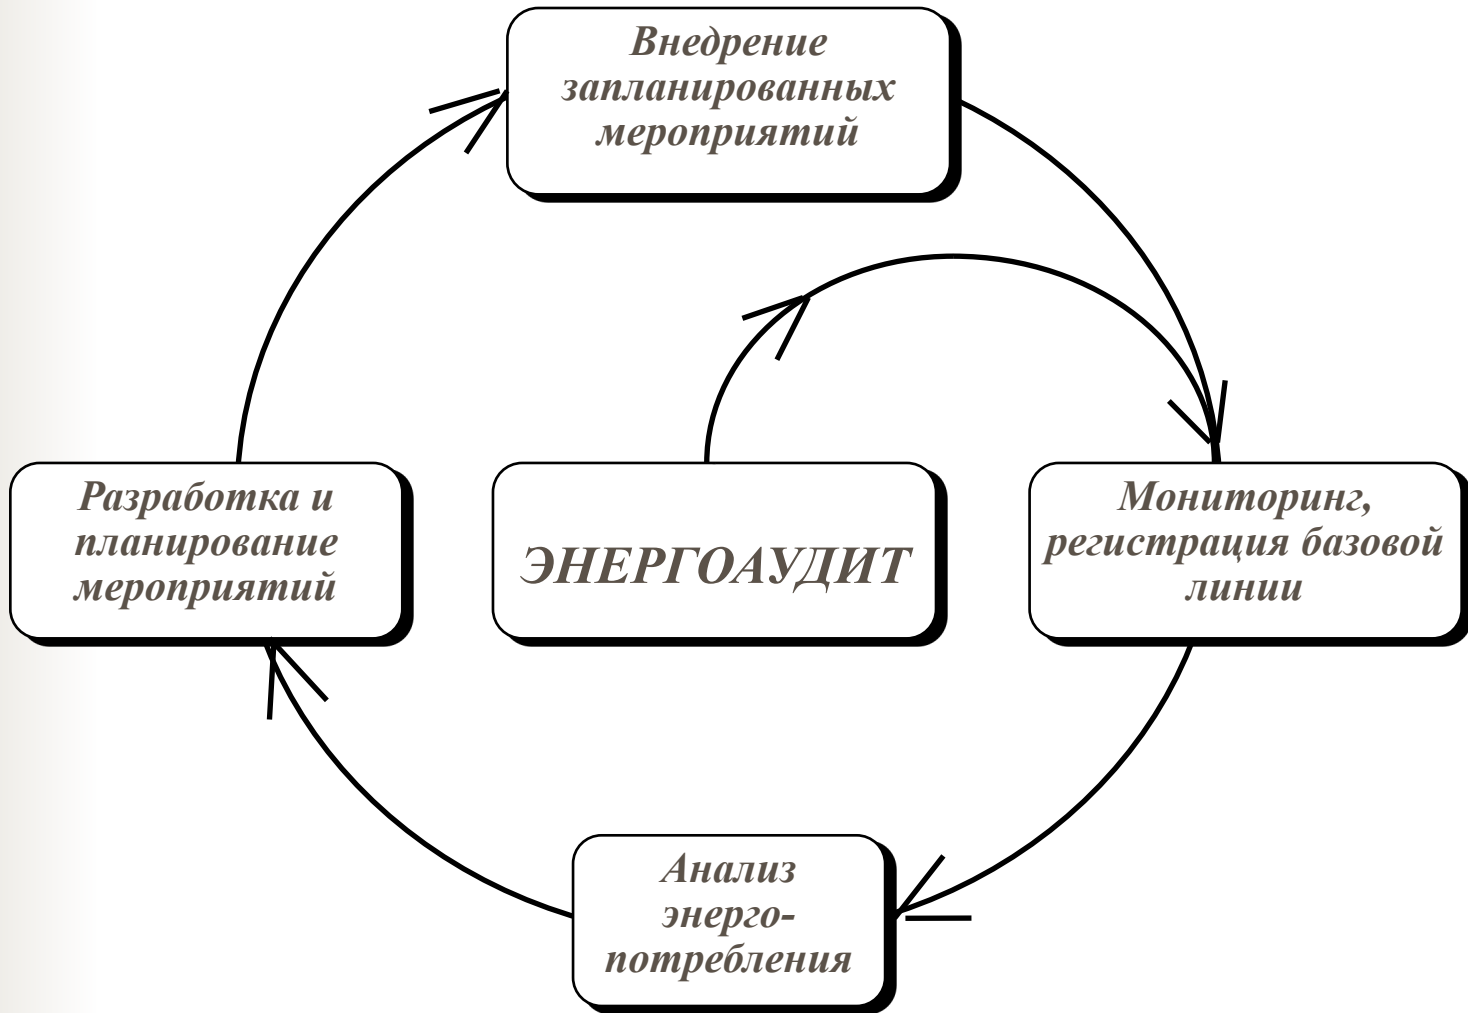 Внедрение
запланированных
мероприятий
Разработка и
планирование
мероприятий
ЭНЕРГОАУДИТ
Мониторинг,
регистрация базовой
линии
Анализ
энерго-
потребления